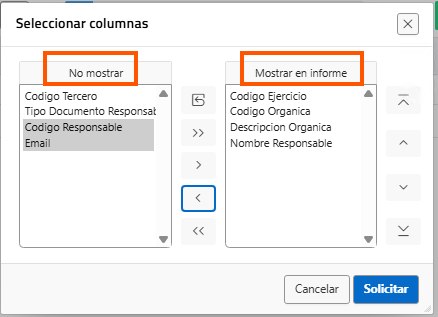 Seleccionar columnas
No mostrar
Mostrar en informe
Codigo Tercero
Tipo Documento Responsab
Codigo Responsable
Email
Codigo Ejercicio
Codigo Organica
Descripcion Organica
Nombre Responsable
Cancelar
Solicitar